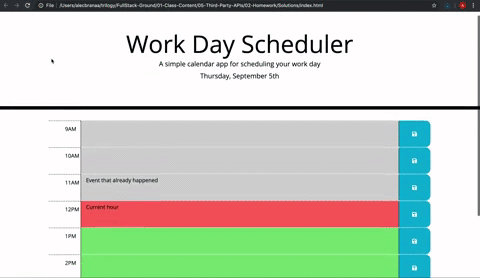 File | /Users/alecbranaa/trilogy/FullStack-Ground/01-Class-Content/05-Third-Party-APIs/02-Homework/Solutions/index.html
Work Day Scheduler
A simple calendar app for scheduling your work day
Thursday, September 5th
9AM
10AM
11AM Event that already happened
12PM Current hour
1PM
2PM